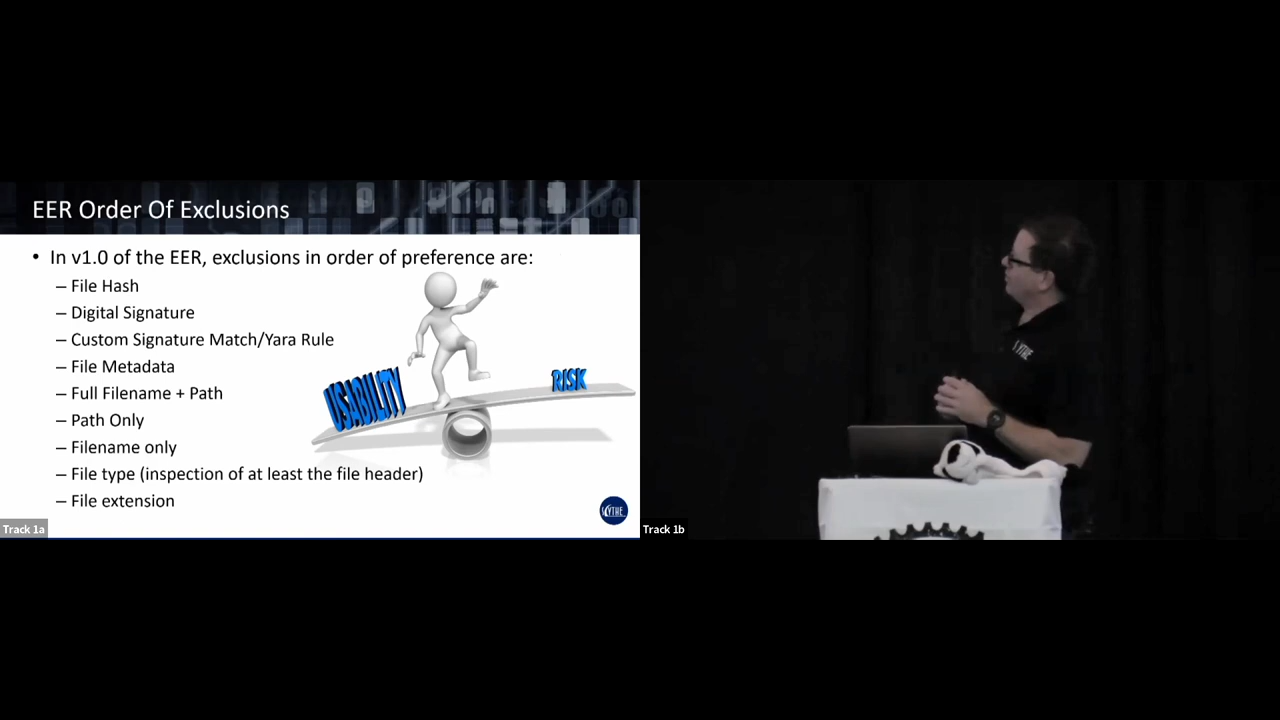 EER Order Of Exclusions
• In v1.0 of the EER, exclusions in order of preference are:
– File Hash
– Digital Signature
– Custom Signature Match/Yara Rule
– File Metadata
– Full Filename + Path
– Path Only
– Filename only
– File type (inspection of at least the file header)
– File extension
USABILITY
RISK
SCYTHE
Track 1a
Track 1b